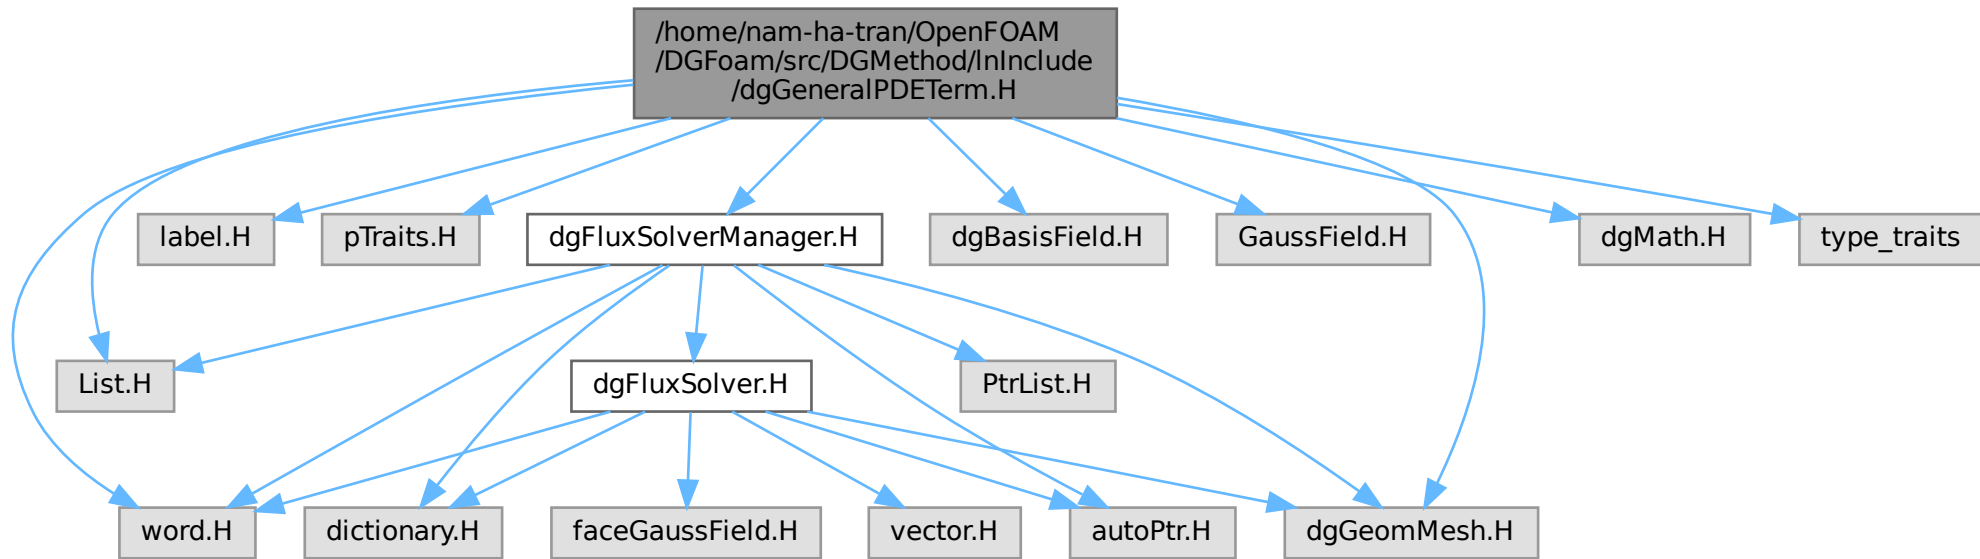 /home/nam-ha-tran/OpenFOAM
/DGFoam/src/DGMethod/lnInclude
/dgGeneralPDETerm.H
label.H
pTraits.H
dgFluxSolverManager.H
dgBasisField.H
GaussField.H
dgMath.H
type_traits
List.H
dgFluxSolver.H
PtrList.H
word.H
dictionary.H
faceGaussField.H
vector.H
autoPtr.H
dgGeomMesh.H